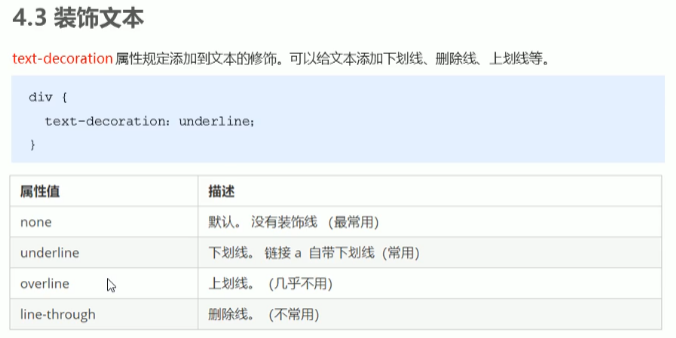 4.3 装饰文本
text-decoration 属性规定添加到文本的修饰。可以给文本添加下划线、删除线、上划线等。
div {
text-decoration：underline；
}
属性值 描述
none 默认。没有装饰线 (最常用)
underline 下划线。链接 a 自带下划线 (常用)
overline 上划线。 (几乎不用)
line-through 删除线。 (不常用)